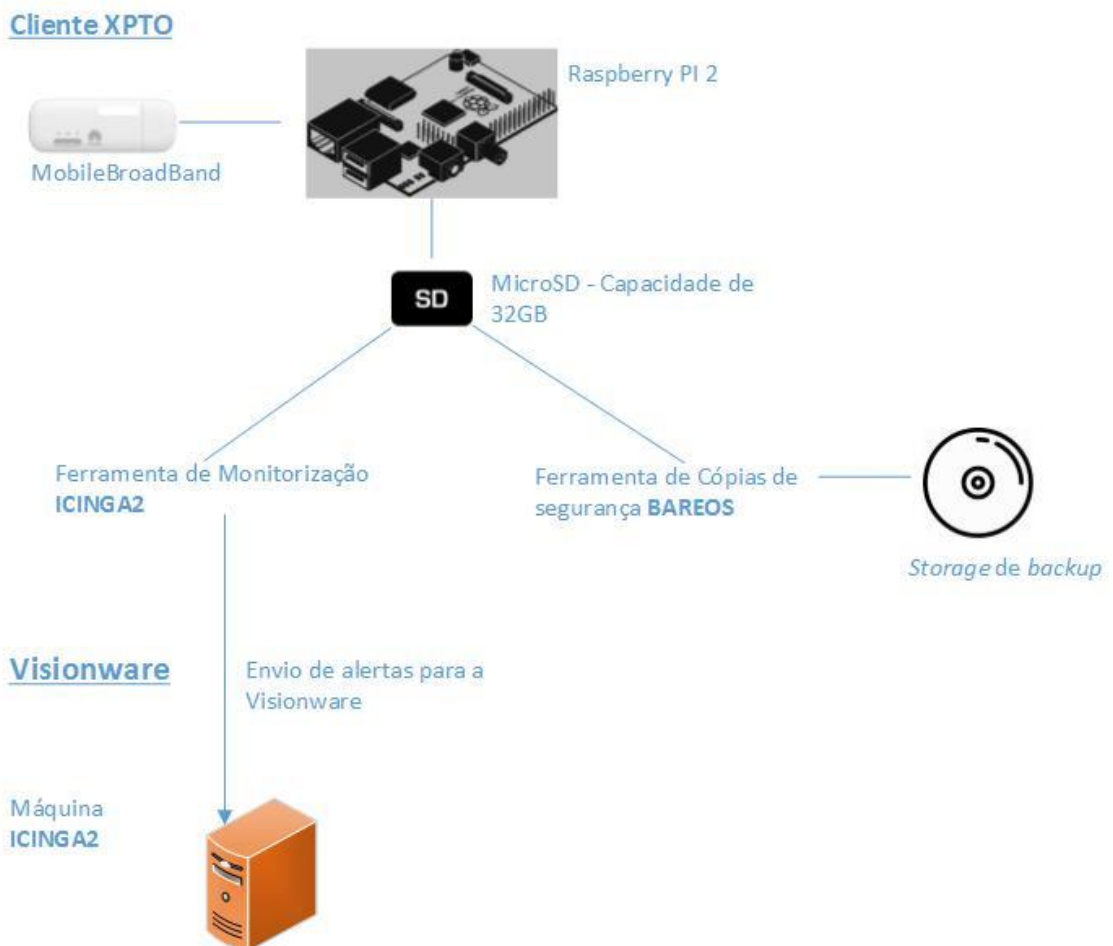 Cliente XPTO
Raspberry PI 2
MobileBroadBand
SD
MicroSD - Capacidade de
32GB
Ferramenta de Monitorização
ICINGA2
Ferramenta de Cópias de
segurança BAREOS
Storage de backup
Visionware
Envio de alertas para a
Visionware
Máquina
ICINGA2